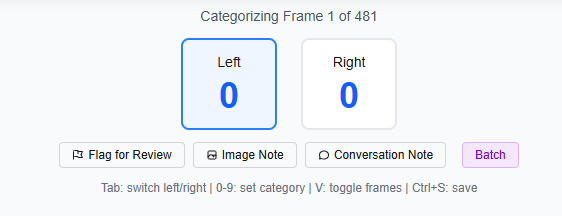 Categorizing Frame 1 of 481
Left Right
0 0
Flag for Review Image Note Conversation Note Batch
Tab: switch left/right | 0-9: set category | V: toggle frames | Ctrl+S: save